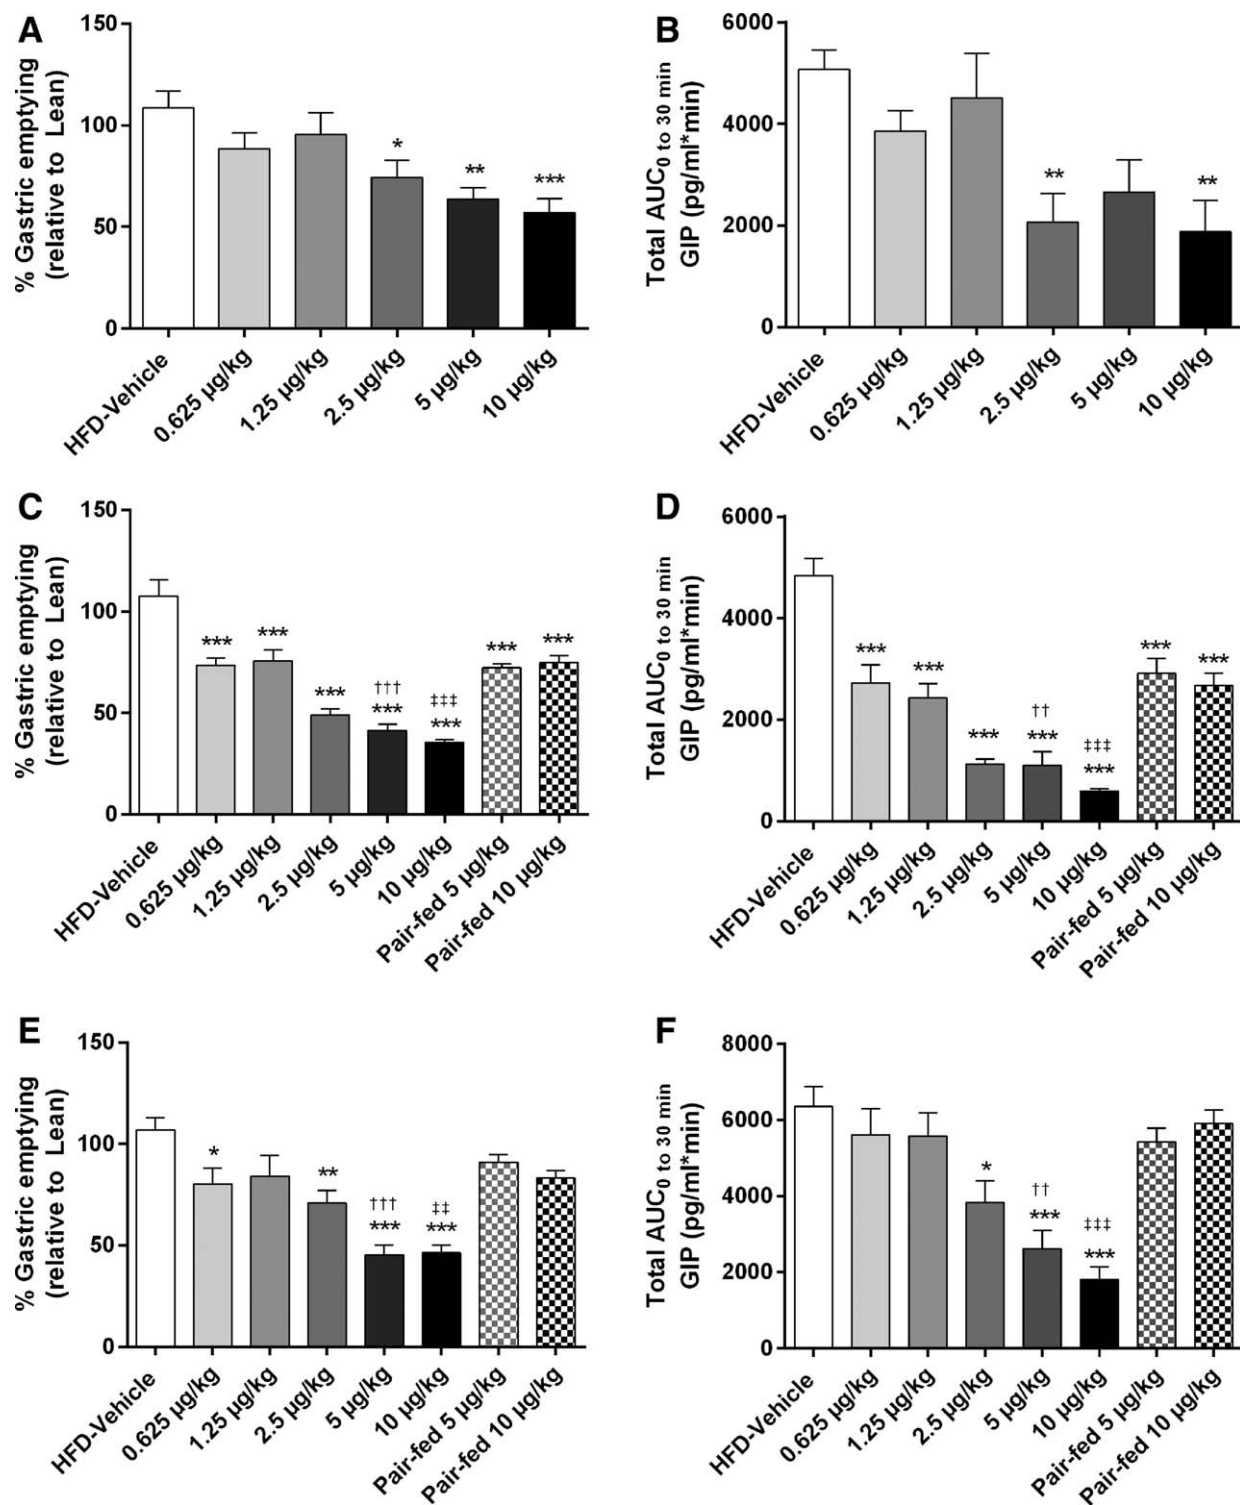 A
% Gastric emptying
(relative to Lean)
150
100
50
0
*
**
***
HFD-Vehicle
0.625 µg/kg
1.25 µg/kg
2.5 µg/kg
5 µg/kg
10 µg/kg
B
Total AUC0 to 30 min
GIP (pg/ml*min)
6000
4000
2000
0
**
**
HFD-Vehicle
0.625 µg/kg
1.25 µg/kg
2.5 µg/kg
5 µg/kg
10 µg/kg
C
% Gastric emptying
(relative to Lean)
150
100
50
0
***
***
***
†††
***
‡‡‡
***
***
***
HFD-Vehicle
0.625 µg/kg
1.25 µg/kg
2.5 µg/kg
5 µg/kg
10 µg/kg
Pair-fed 5 µg/kg
Pair-fed 10 µg/kg
D
Total AUC0 to 30 min
GIP (pg/ml*min)
6000
4000
2000
0
***
***
***
††
***
‡‡‡
***
***
***
HFD-Vehicle
0.625 µg/kg
1.25 µg/kg
2.5 µg/kg
5 µg/kg
10 µg/kg
Pair-fed 5 µg/kg
Pair-fed 10 µg/kg
E
% Gastric emptying
(relative to Lean)
150
100
50
0
*
**
†††
***
‡‡
***
HFD-Vehicle
0.625 µg/kg
1.25 µg/kg
2.5 µg/kg
5 µg/kg
10 µg/kg
Pair-fed 5 µg/kg
Pair-fed 10 µg/kg
F
Total AUC0 to 30 min
GIP (pg/ml*min)
8000
6000
4000
2000
0
*
††
***
‡‡‡
***
HFD-Vehicle
0.625 µg/kg
1.25 µg/kg
2.5 µg/kg
5 µg/kg
10 µg/kg
Pair-fed 5 µg/kg
Pair-fed 10 µg/kg